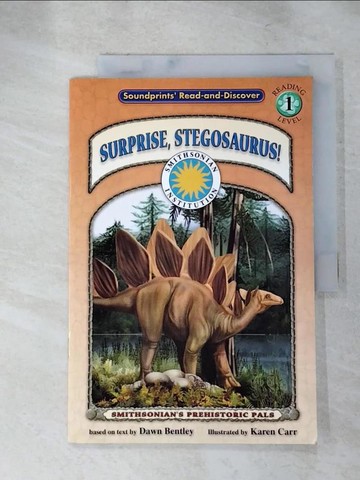 Soundprints' Read-and-Discover
READING
1
LEVEL
SURPRISE, STEGOSAURUS!
SMITHSONIAN
INSTITUTION
SMITHSONIAN'S PREHISTORIC PALS
based on text by Dawn Bentley Illustrated by Karen Carr